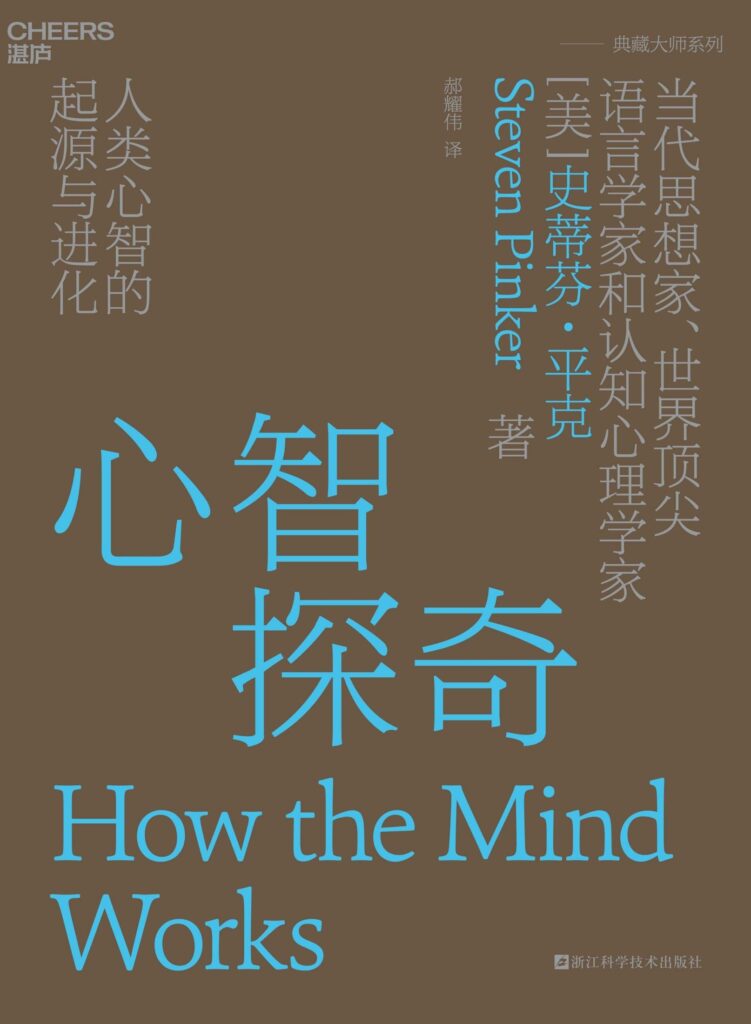 CHEERS
湛庐
典藏大师系列
当代思想家、世界顶尖
语言学家和认知心理学家
[美]史蒂芬·平克
Steven Pinker 著
郝耀伟 译
人类心智的
起源与进化
心智
探奇
How the Mind
Works
浙江科学技术出版社